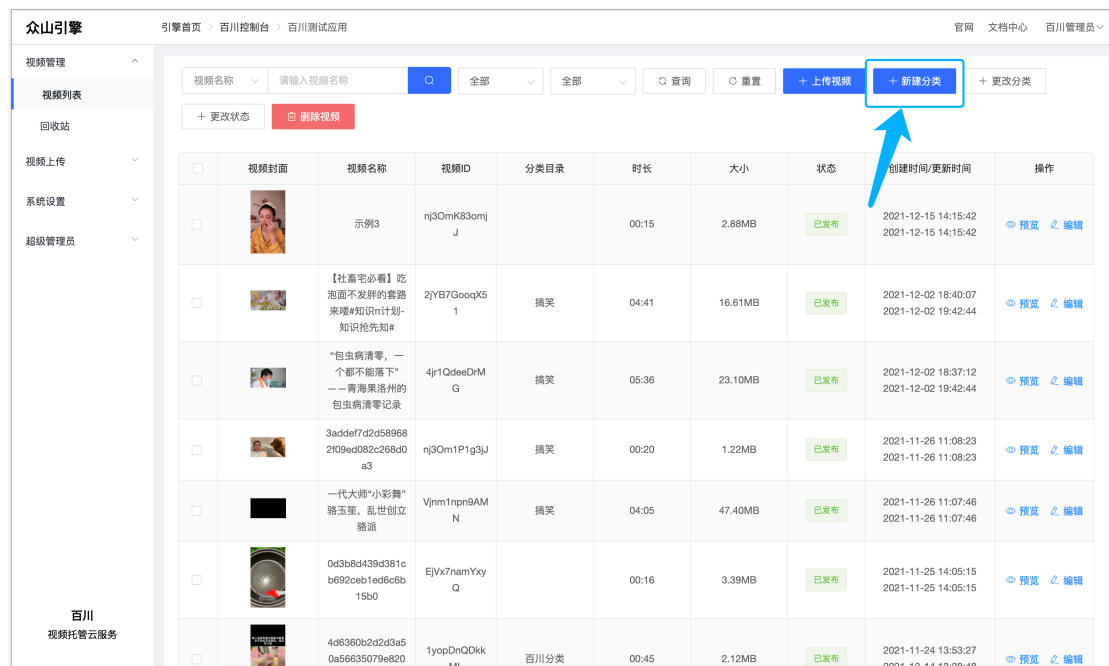 众山引擎
引擎首页 > 百川控制台 > 百川测试应用
官网 文档中心 百川管理员
视频管理
视频列表
回收站
视频上传
系统设置
超级管理员
百川
视频托管云服务
视频名称 请输入视频名称 全部 全部 查询 重置 + 上传视频 + 新建分类 + 更改分类
+ 更改状态 删除视频
视频封面 视频名称 视频ID 分类目录 时长 大小 状态 创建时间/更新时间 操作
示例3
nj3OmK83omj
J
00:15 2.88MB 已发布
2021-12-15 14:15:42
2021-12-15 14:15:42
预览 编辑
【社畜宅必看】吃
泡面不发胖的套路
来喽#知识π计划-
知识抢先知#
2jYB7GooqX5
1
搞笑 04:41 16.61MB 已发布
2021-12-02 18:40:07
2021-12-02 19:42:44
预览 编辑
“包虫病清零，一
个都不能落下”
——青海果洛州的
包虫病清零记录
4jr1QdeeDrM
G
搞笑 05:36 23.10MB 已发布
2021-12-02 18:37:12
2021-12-02 19:42:44
预览 编辑
3addef7d2d58968
2f09ed082c268d0
a3
nj3Om1P1g3jJ
搞笑 00:20 1.22MB 已发布
2021-11-26 11:08:23
2021-11-26 11:08:23
预览 编辑
一代大师“小彩舞”
骆玉笙，乱世创立
骆派
Vjnm1npn9AM
N
搞笑 04:05 47.40MB 已发布
2021-11-26 11:07:46
2021-11-26 11:07:46
预览 编辑
0d3b8d439d381c
b692ceb1ed6c6b
15b0
EjVx7namYxy
Q
00:16 3.39MB 已发布
2021-11-25 14:05:15
2021-11-25 14:05:15
预览 编辑
4d6360b2d2d3a5
0a56635079e820
1yopDnQDkk
百川分类 00:45 2.12MB 已发布
2021-11-24 13:53:27
预览 编辑